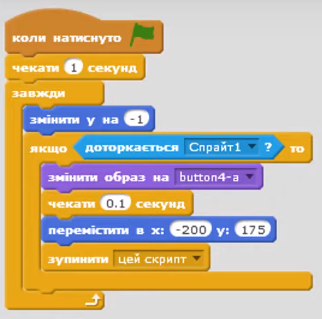 коли натиснуто
чекати 1 секунд
завжди
змінити y на -1
якщо доторкається Спрайт1 ? то
змінити образ на button4-a
чекати 0.1 секунд
перемістити в x: -200 y: 175
зупинити цей скрипт